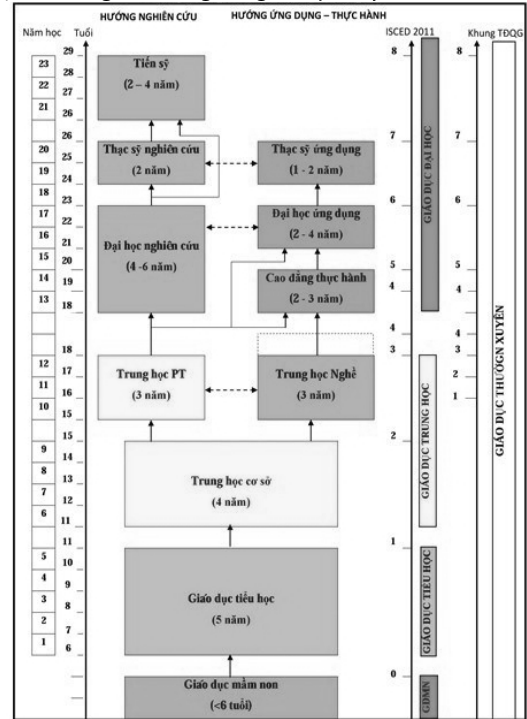 HƯỚNG NGHIÊN CỨU
HƯỚNG ỨNG DỤNG – THỰC HÀNH
Năm học
Tuổi
ISCED 2011
Khung TĐQG
29
23
28
22
27
21
26
26
20
25
19
24
18
23
17
22
16
21
15
20
14
19
13
18
18
12
17
11
16
10
15
15
9
14
8
13
7
12
6
11
11
5
10
4
9
3
8
2
7
1
6
Tiến sỹ
(2 – 4 năm)
Thạc sỹ nghiên cứu
(2 năm)
Thạc sỹ ứng dụng
(1 - 2 năm)
Đại học nghiên cứu
(4 -6 năm)
Đại học ứng dụng
(2 - 4 năm)
Cao đẳng thực hành
(2 - 3 năm)
Trung học PT
(3 năm)
Trung học Nghề
(3 năm)
Trung học cơ sở
(4 năm)
Giáo dục tiểu học
(5 năm)
Giáo dục mầm non
(<6 tuổi)
8
7
6
5
4
4
3
2
1
0
GIÁO DỤC ĐẠI HỌC
GIÁO DỤC TRUNG HỌC
GIÁO DỤC TIỂU HỌC
GDMN
8
7
6
5
4
4
3
2
1
GIÁO DỤC THƯỜGN XUYÊN